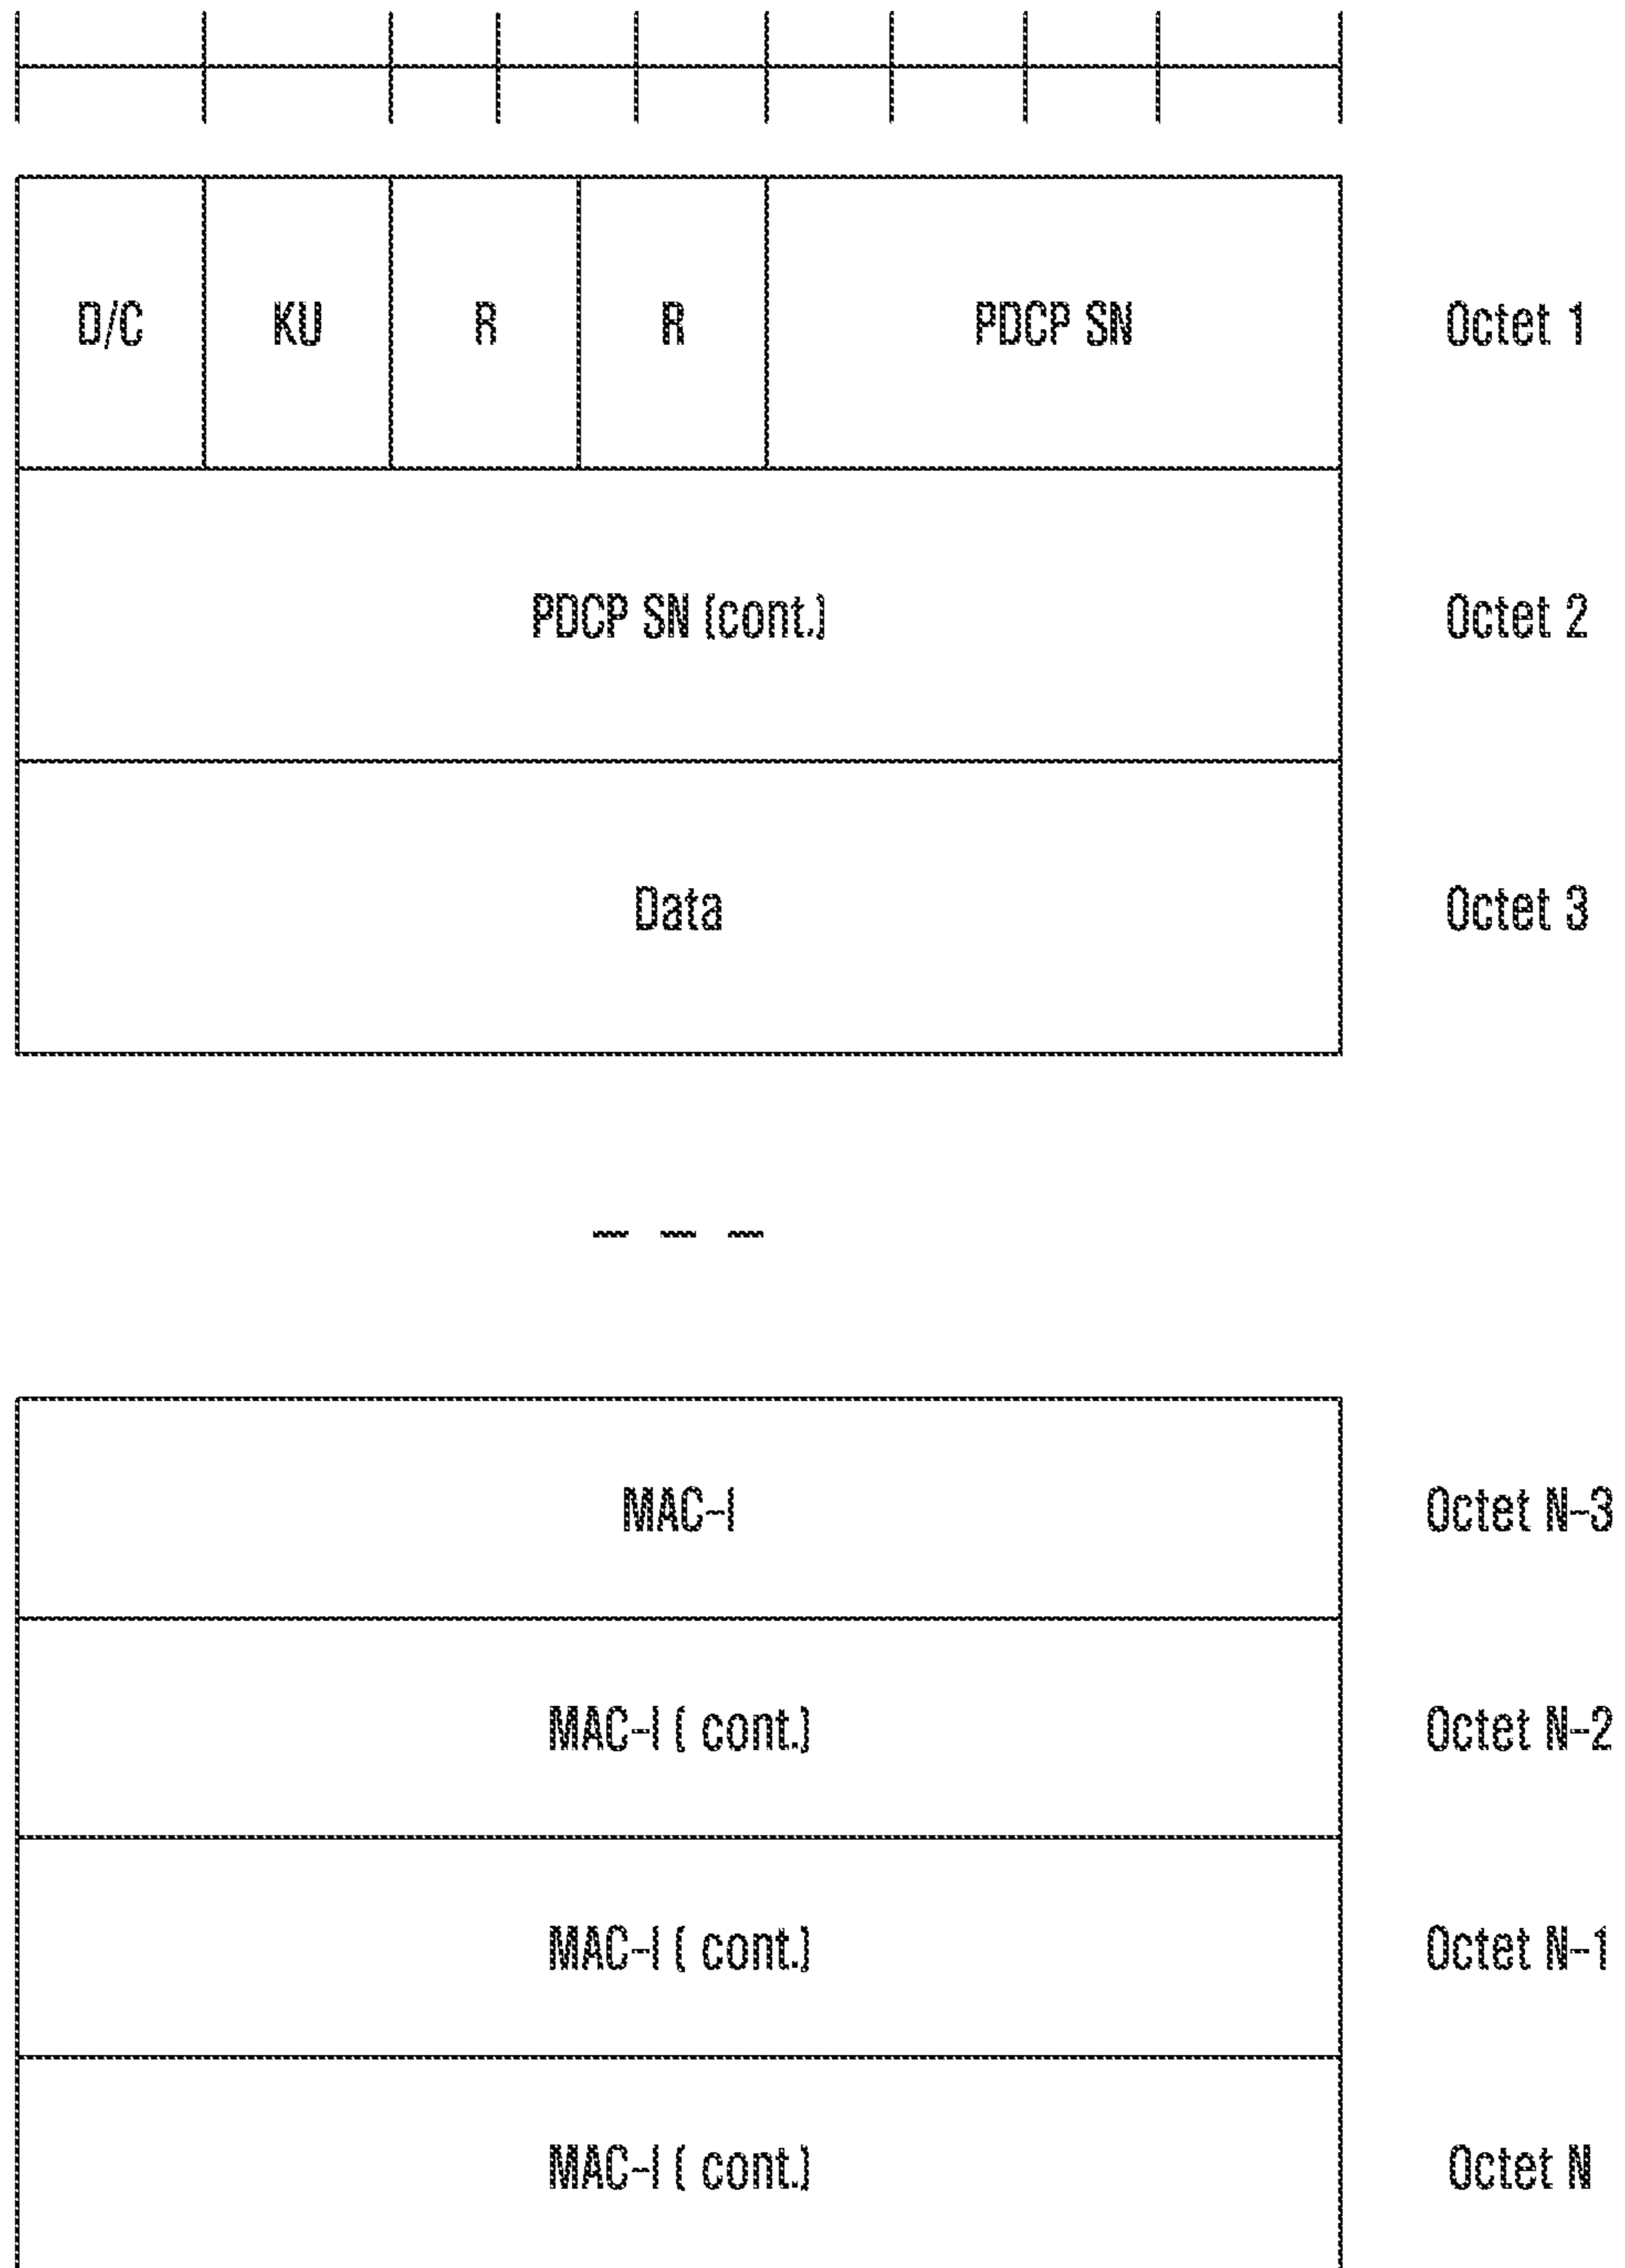 D/C KU R R PDCP SN Octet 1
PDCP SN (cont.) Octet 2
Data Octet 3
MAC-I Octet N-3
MAC-I ( cont.) Octet N-2
MAC-I ( cont.) Octet N-1
MAC-I ( cont.) Octet N